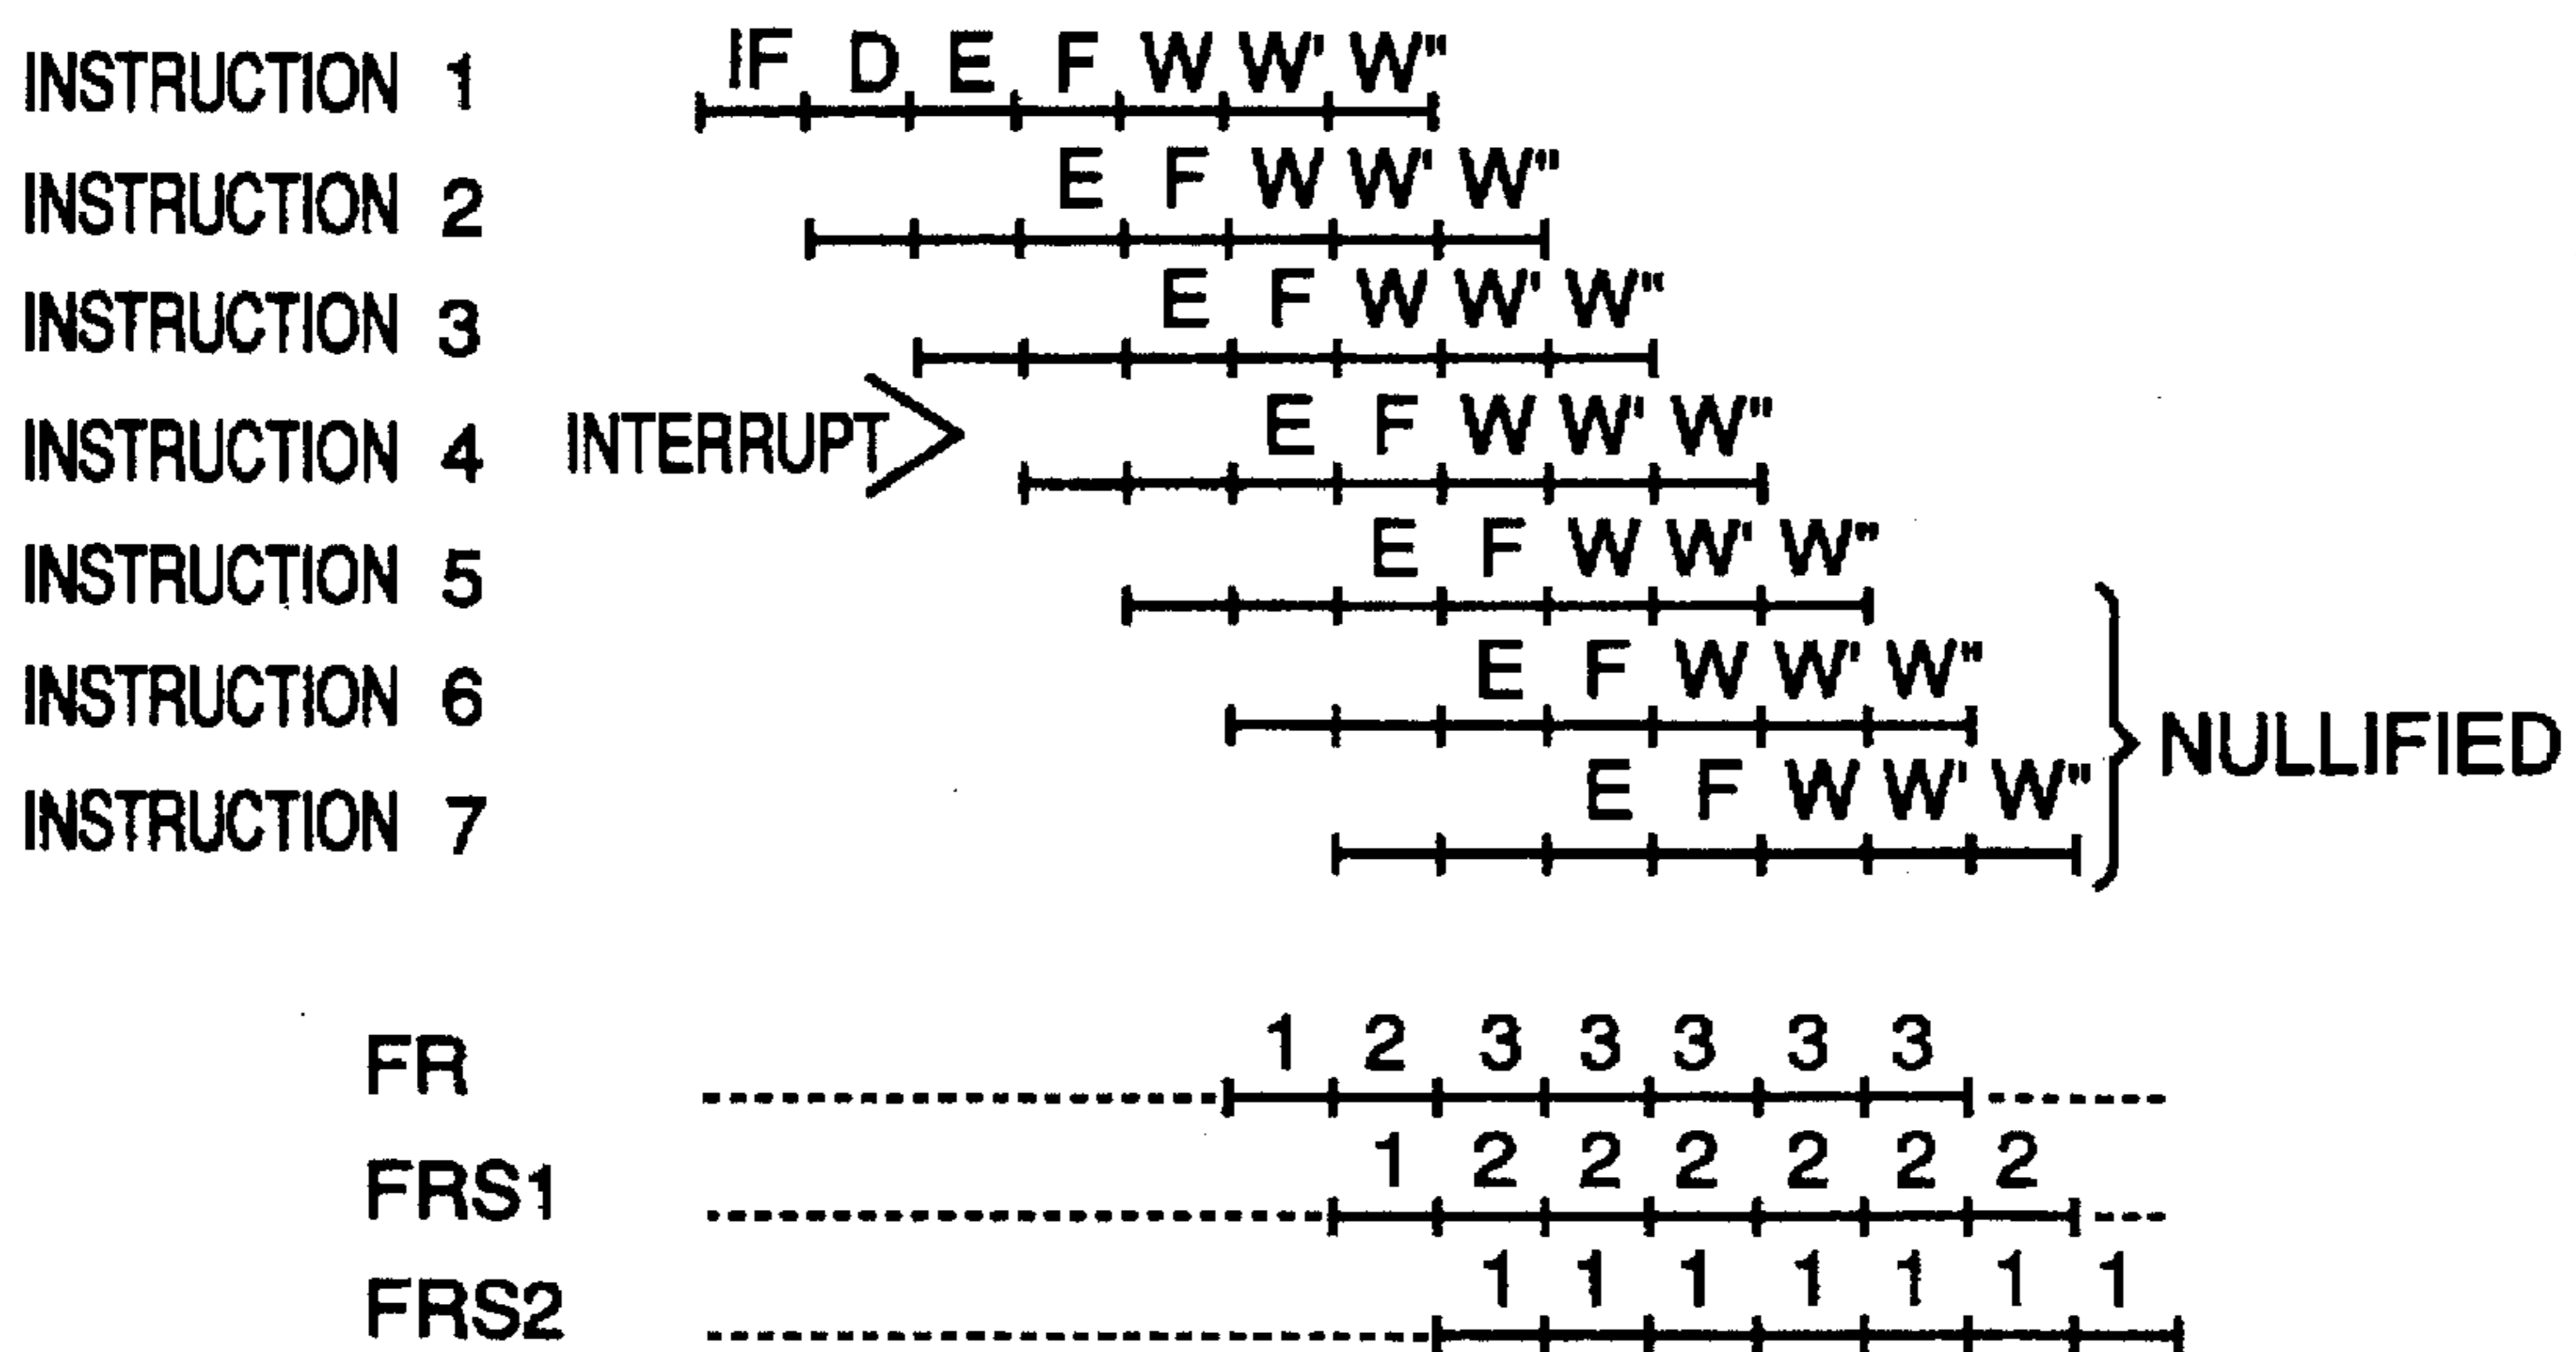 INSTRUCTION 1 IF D E F W W' W"
INSTRUCTION 2 E F W W' W"
INSTRUCTION 3 E F W W' W"
INSTRUCTION 4 INTERRUPT E F W W' W"
INSTRUCTION 5 E F W W' W"
INSTRUCTION 6 E F W W' W"
NULLIFIED
INSTRUCTION 7 E F W W' W"
FR 1 2 3 3 3 3 3
FRS1 1 2 2 2 2 2 2
FRS2 1 1 1 1 1 1 1